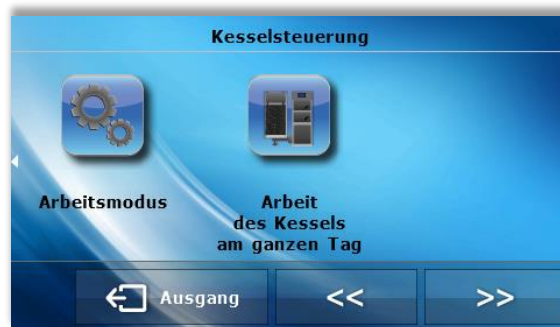 Kesselsteuerung
Arbeitsmodus
Arbeit
des Kessels
am ganzen Tag
Ausgang
<<
>>